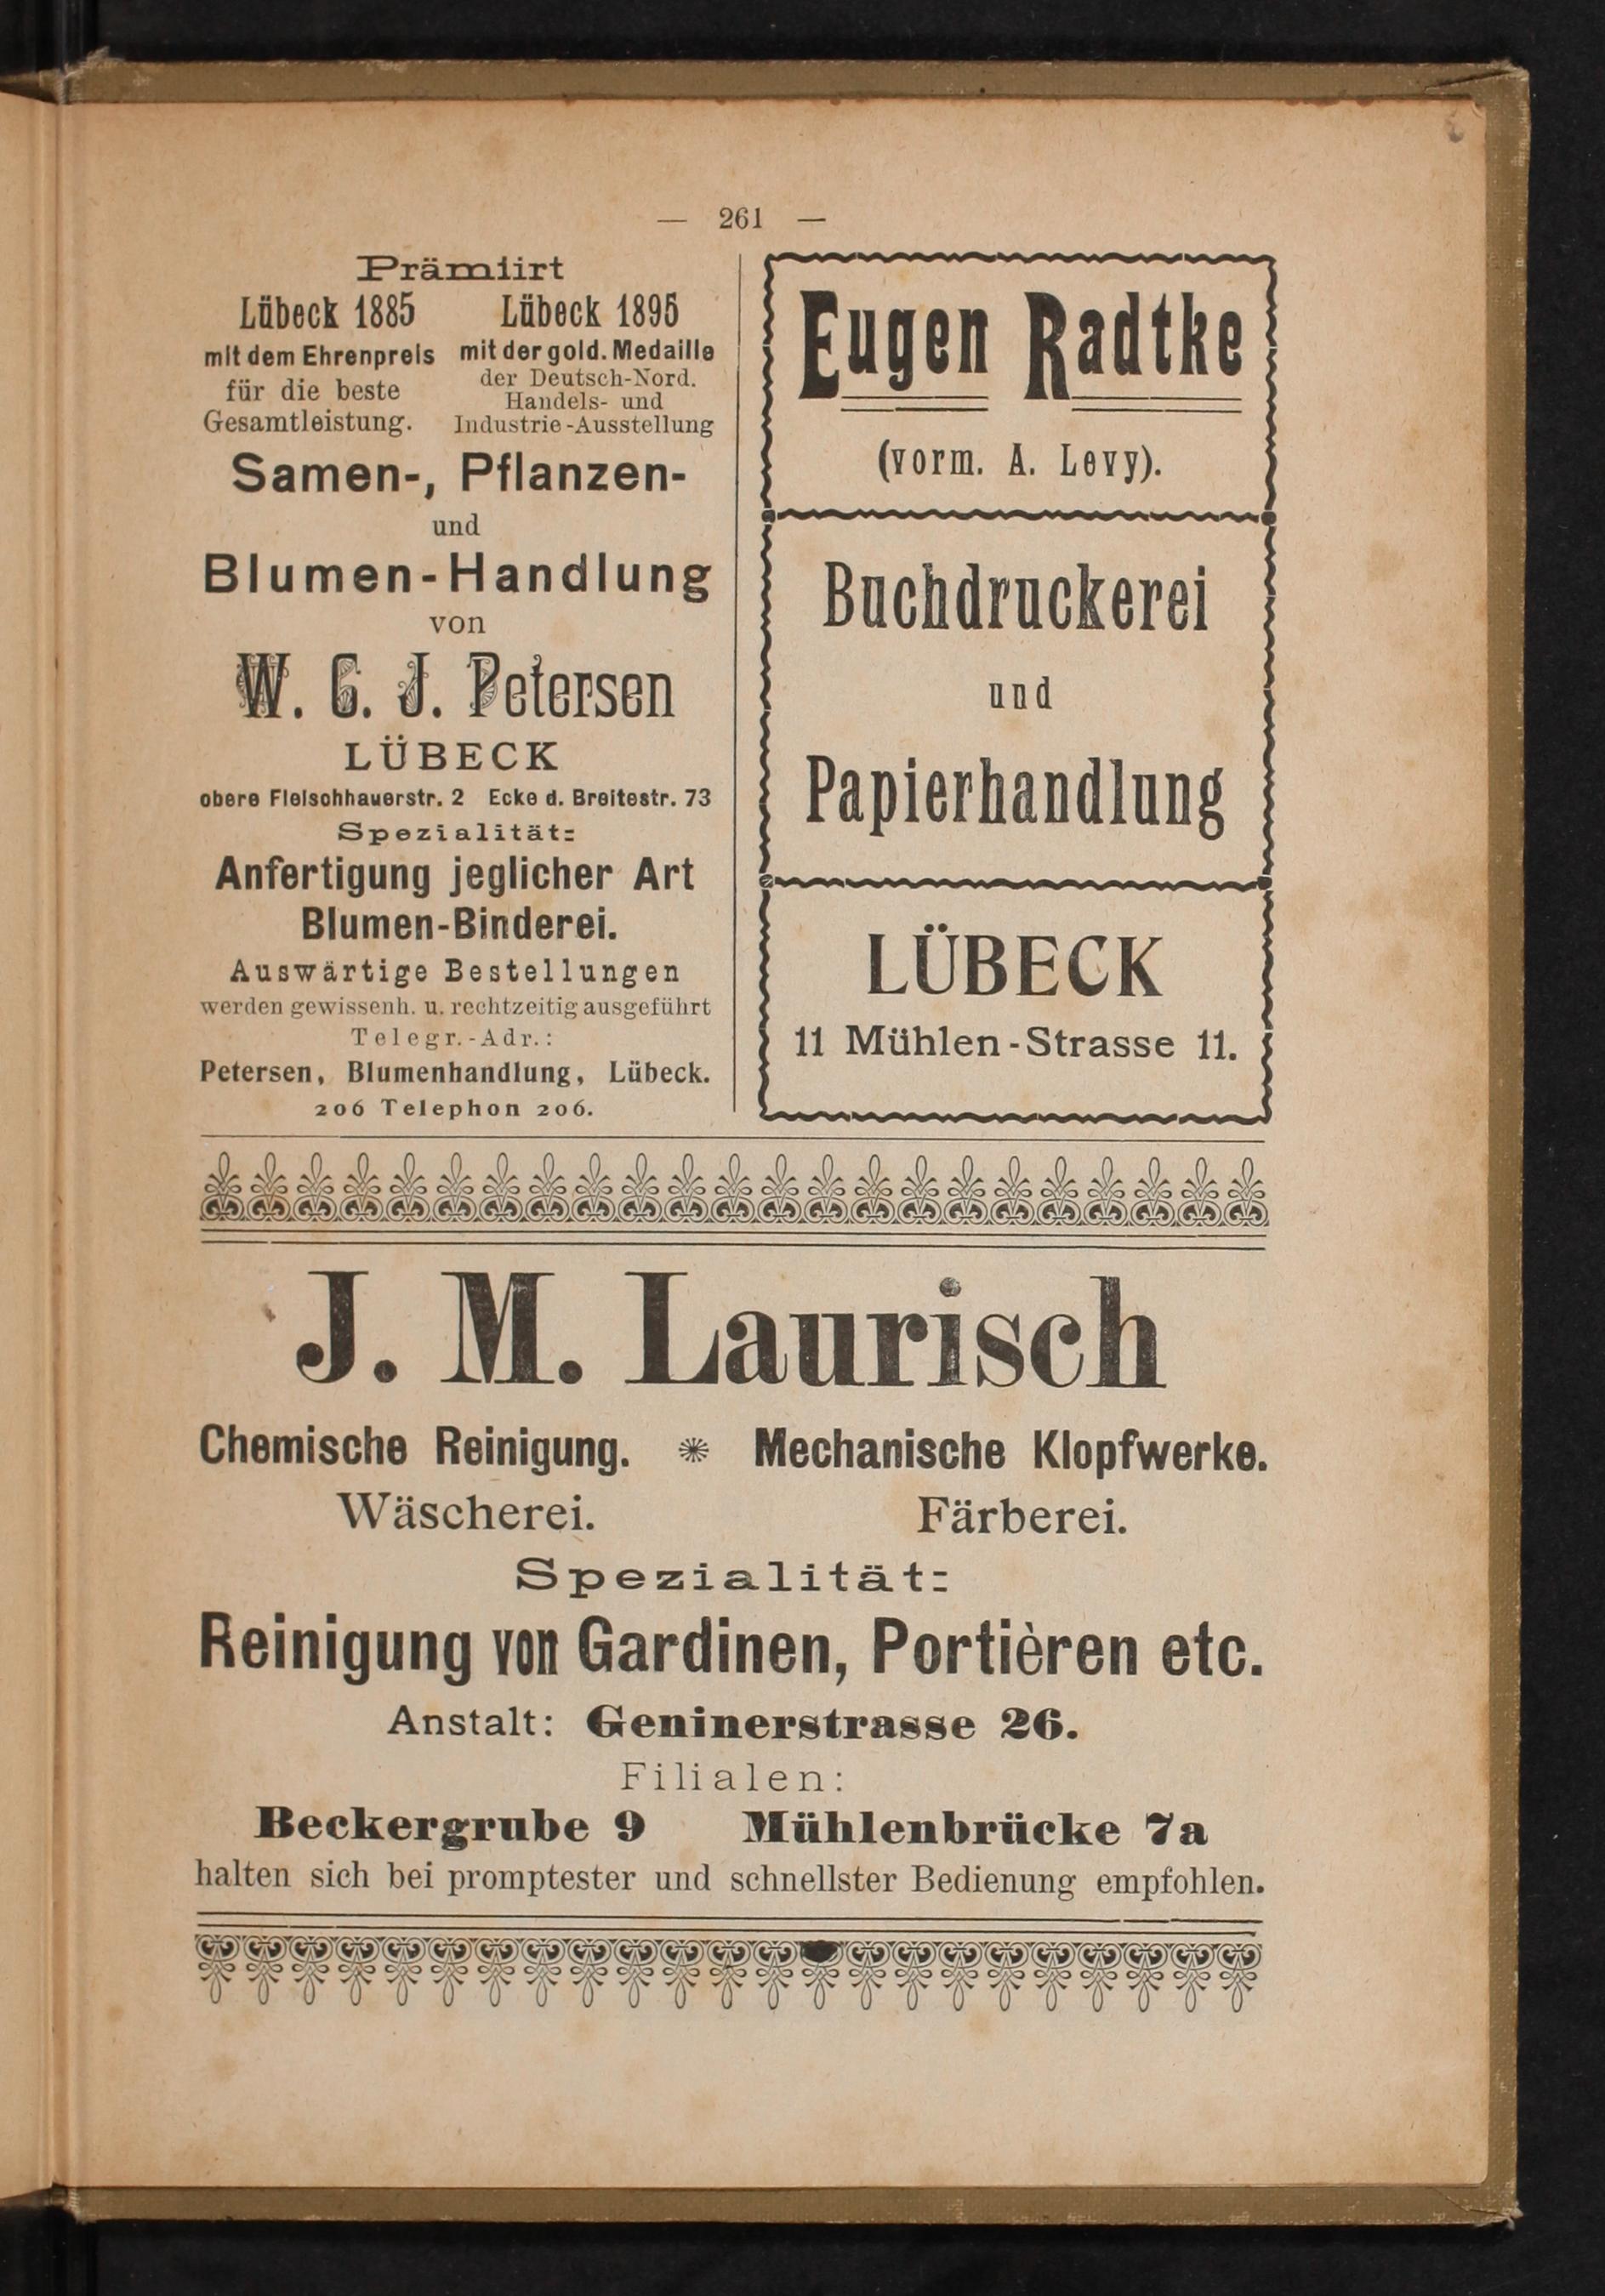 — 261 —
Prämiirt
Lübeck 1885
mit dem Ehrenpreis
für die beste
Gesamtleistung.
Lübeck 1895
mit der gold. Medaille
der Deutsch-Nord.
Handels- und
Industrie-Ausstellung
Samen-, Pflanzen-
und
Blumen-Handlung
von
W. G. J. Petersen
LÜBECK
obere Fleischhauerstr. 2 Ecke d. Breitestr. 73
Spezialität:
Anfertigung jeglicher Art
Blumen-Binderei.
Auswärtige Bestellungen
werden gewissenh. u. rechtzeitig ausgeführt
Telegr.-Adr.:
Petersen, Blumenhandlung, Lübeck.
206 Telephon 206.
Eugen Radtke
(vorm. A. Levy).
Buchdruckerei
und
Papierhandlung
LÜBECK
11 Mühlen-Strasse 11.
J. M. Laurisch
Chemische Reinigung. * Mechanische Klopfwerke.
Wäscherei. Färberei.
Spezialität:
Reinigung von Gardinen, Portièren etc.
Anstalt: Geninerstrasse 26.
Filialen:
Beckergrube 9 Mühlenbrücke 7a
halten sich bei promptester und schnellster Bedienung empfohlen.